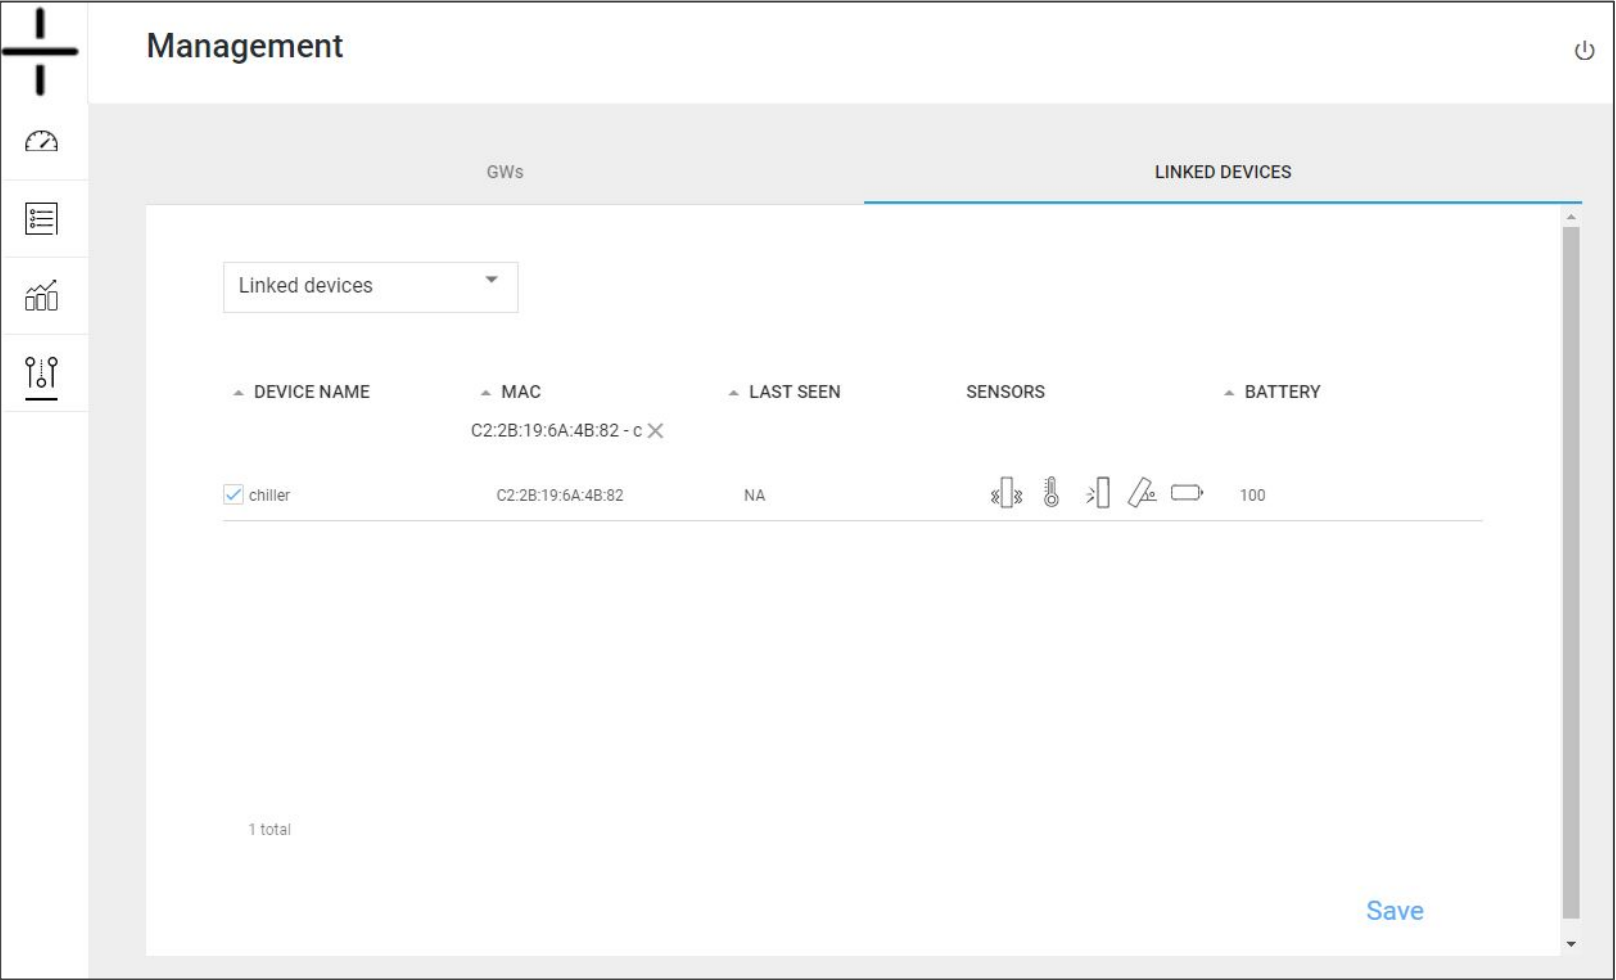 Management
GWs
LINKED DEVICES
Linked devices
DEVICE NAME MAC LAST SEEN SENSORS BATTERY
C2:2B:19:6A:4B:82 - c
chiller C2:2B:19:6A:4B:82 NA 100
1 total
Save